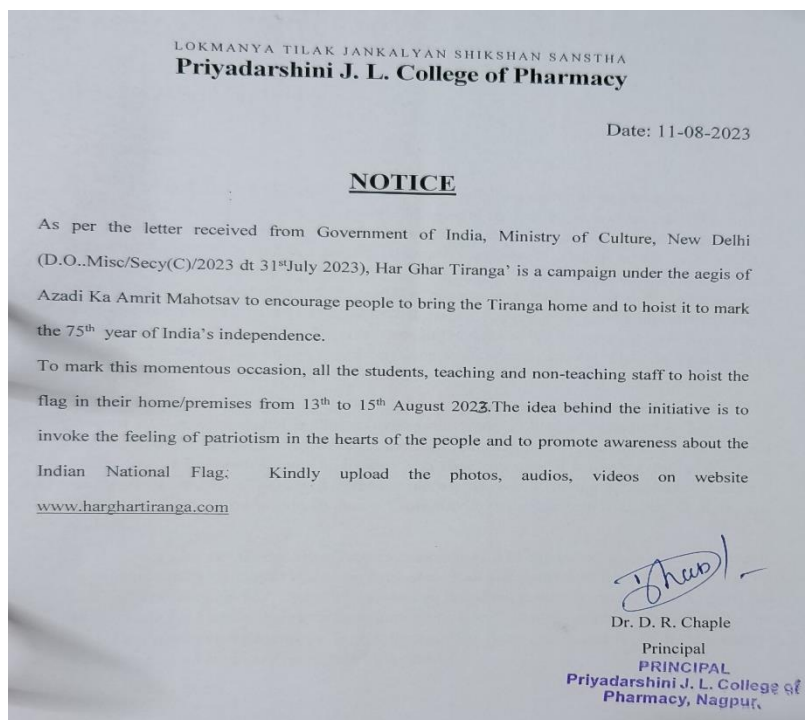 LOKMANYA TILAK JANKALYAN SHIKSHAN SANSTHA
Priyadarshini J. L. College of Pharmacy
Date: 11-08-2023
NOTICE
As per the letter received from Government of India, Ministry of Culture, New Delhi
(D.O..Misc/Secy(C)/2023 dt 31stJuly 2023), Har Ghar Tiranga’ is a campaign under the aegis of
Azadi Ka Amrit Mahotsav to encourage people to bring the Tiranga home and to hoist it to mark
the 75th year of India’s independence.
To mark this momentous occasion, all the students, teaching and non-teaching staff to hoist the
flag in their home/premises from 13th to 15th August 2023.The idea behind the initiative is to
invoke the feeling of patriotism in the hearts of the people and to promote awareness about the
Indian National Flag. Kindly upload the photos, audios, videos on website
www.harghartiranga.com
Dr. D. R. Chaple
Principal
PRINCIPAL
Priyadarshini J. L. College of
Pharmacy, Nagpur.